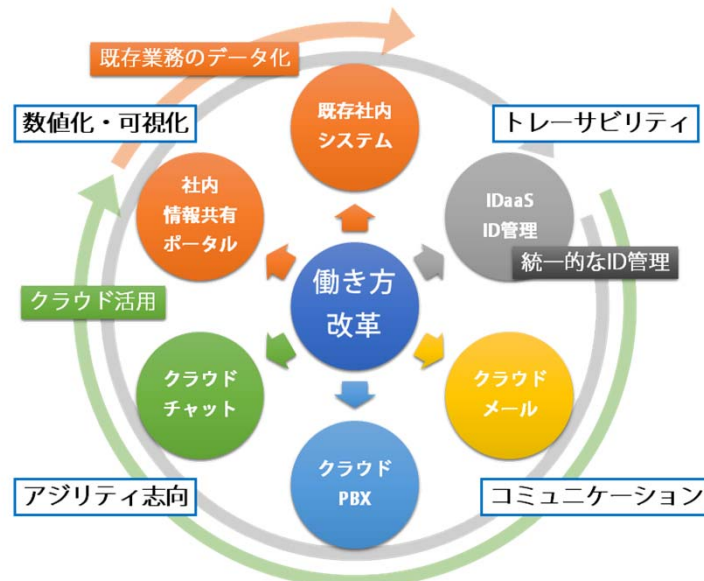 既存業務のデータ化
数値化・可視化
既存社内
システム
トレーサビリティ
社内
情報共有
ポータル
IDaaS
ID管理
統一的なID管理
働き方
改革
クラウド活用
クラウド
チャット
クラウド
メール
クラウド
PBX
アジリティ志向
コミュニケーション